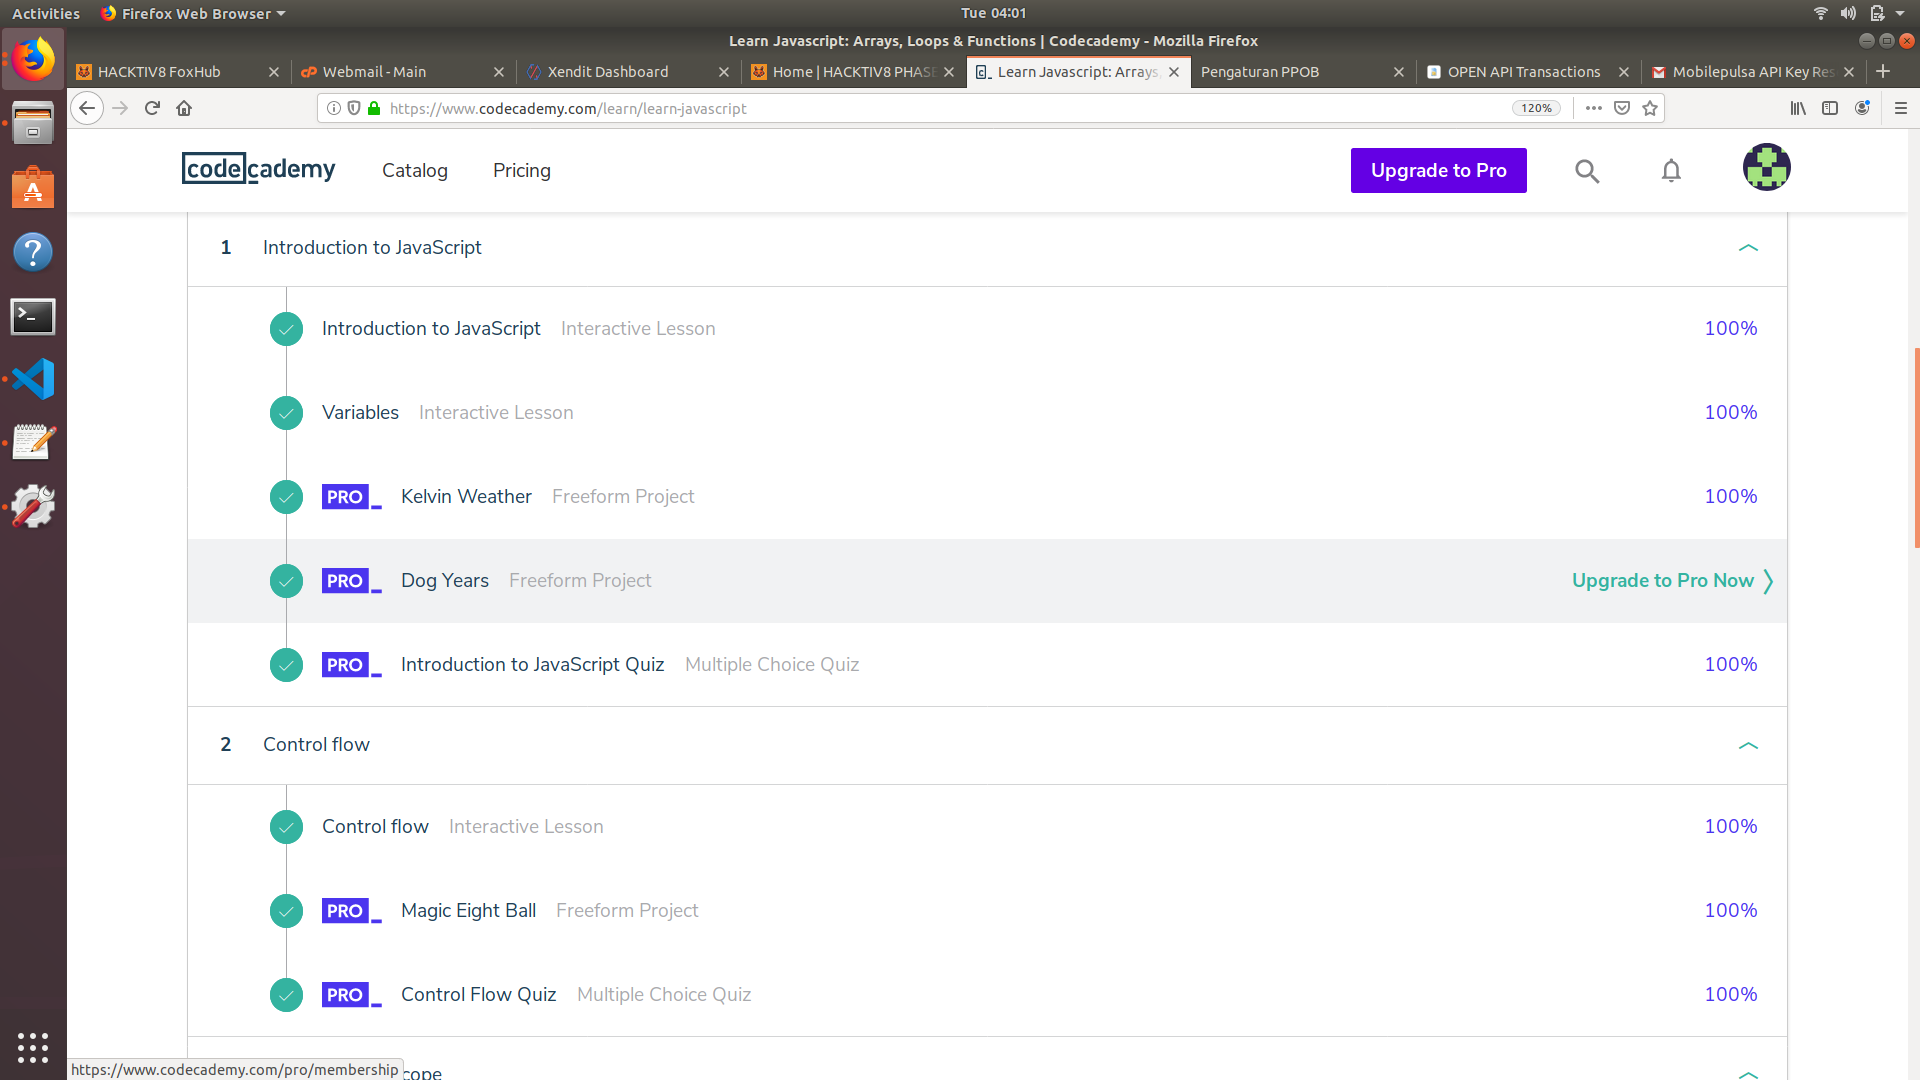 Activities Firefox Web Browser Tue 04:01
Learn Javascript: Arrays, Loops & Functions | Codecademy - Mozilla Firefox
HACKTIV8 FoxHub Webmail - Main Xendit Dashboard Home | HACKTIV8 PHASE Learn Javascript: Arrays, Pengaturan PPOB OPEN API Transactions Mobilepulsa API Key Res
https://www.codecademy.com/learn/learn-javascript 120%
codecademy Catalog Pricing Upgrade to Pro
1 Introduction to JavaScript
Introduction to JavaScript Interactive Lesson 100%
Variables Interactive Lesson 100%
PRO Kelvin Weather Freeform Project 100%
PRO Dog Years Freeform Project Upgrade to Pro Now
PRO Introduction to JavaScript Quiz Multiple Choice Quiz 100%
2 Control flow
Control flow Interactive Lesson 100%
PRO Magic Eight Ball Freeform Project 100%
PRO Control Flow Quiz Multiple Choice Quiz 100%
https://www.codecademy.com/pro/membership cope